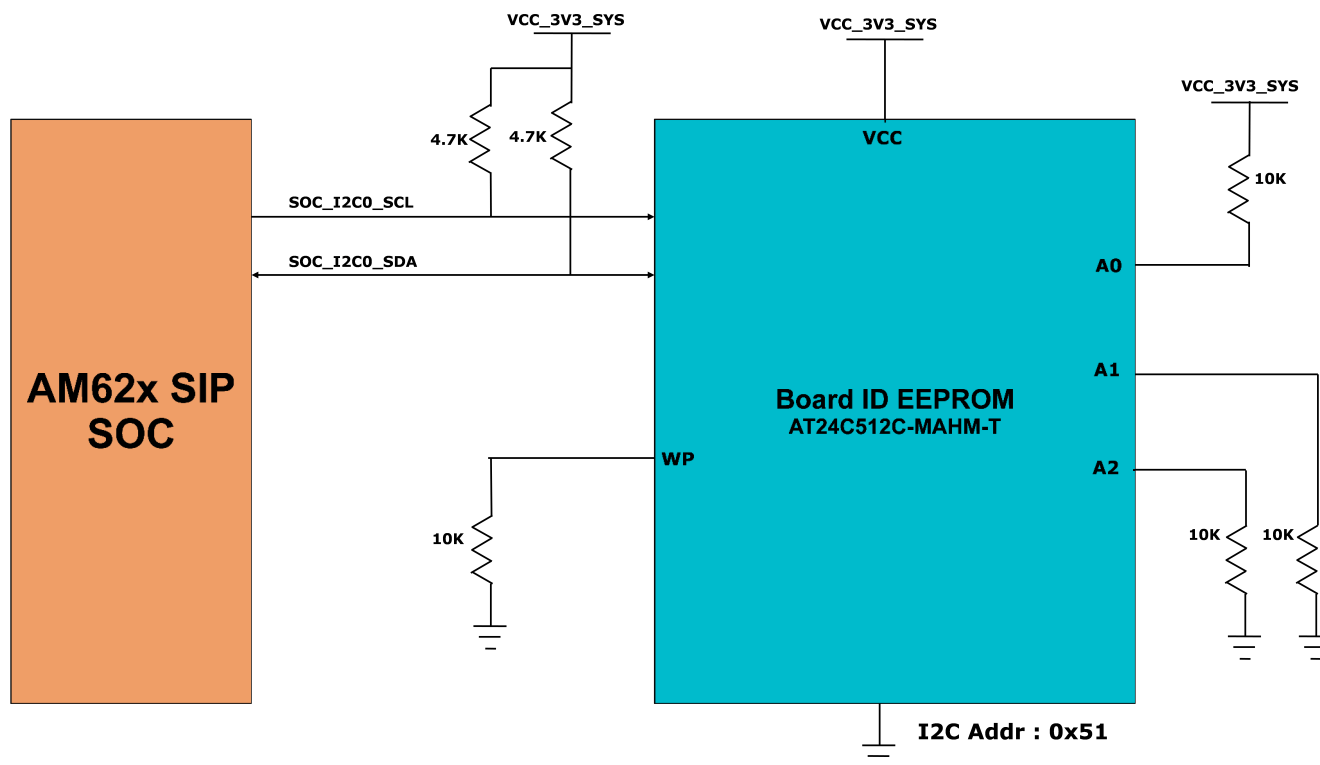 VCC_3V3_SYS
VCC_3V3_SYS
VCC_3V3_SYS
4.7K
4.7K
VCC
10K
SOC_I2C0_SCL
SOC_I2C0_SDA
A0
A1
AM62x SIP
SOC
Board ID EEPROM
AT24C512C-MAHM-T
WP
A2
10K
10K
10K
I2C Addr : 0x51